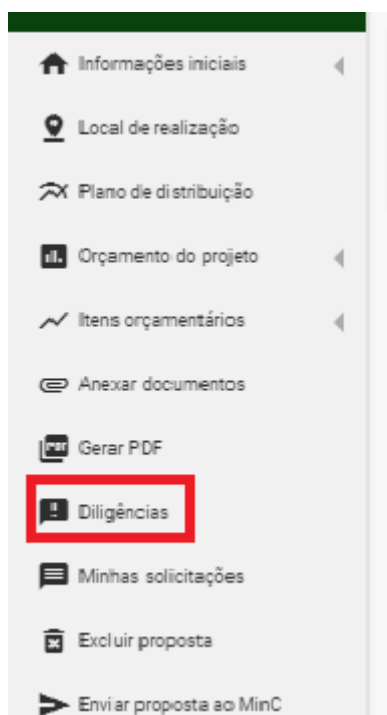 Informações iniciais
Local de realização
Plano de distribuição
Orçamento do projeto
Itens orçamentários
Anexar documentos
PDF Gerar PDF
Diligências
Minhas solicitações
Excluir proposta
Enviar proposta ao MinC